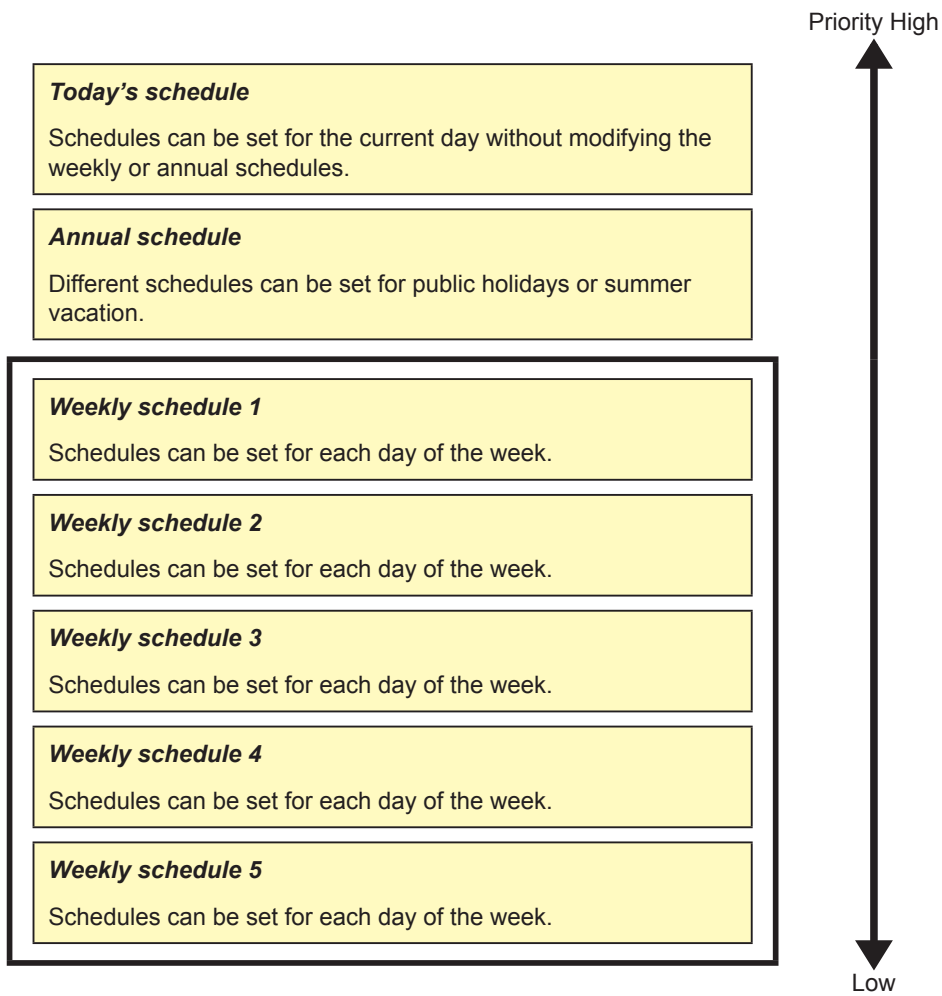 Priority High
Today's schedule
Schedules can be set for the current day without modifying the
weekly or annual schedules.
Annual schedule
Different schedules can be set for public holidays or summer
vacation.
Weekly schedule 1
Schedules can be set for each day of the week.
Weekly schedule 2
Schedules can be set for each day of the week.
Weekly schedule 3
Schedules can be set for each day of the week.
Weekly schedule 4
Schedules can be set for each day of the week.
Weekly schedule 5
Schedules can be set for each day of the week.
Low